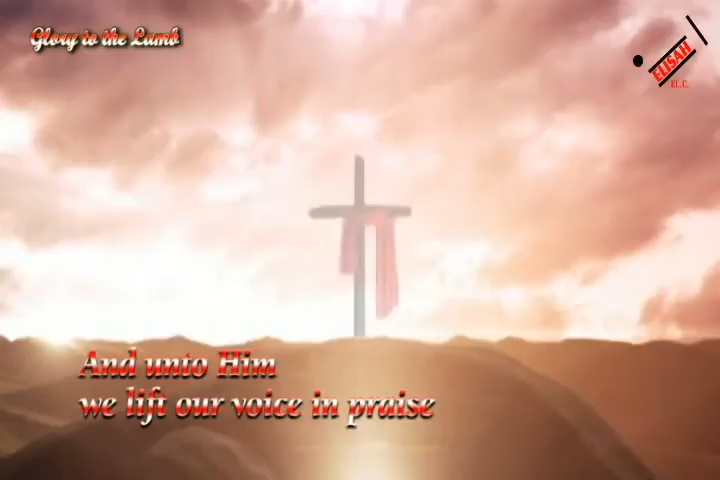 Glory to the Lamb
ELISAH
P.L.C.
And unto Him
we lift our voice in praise